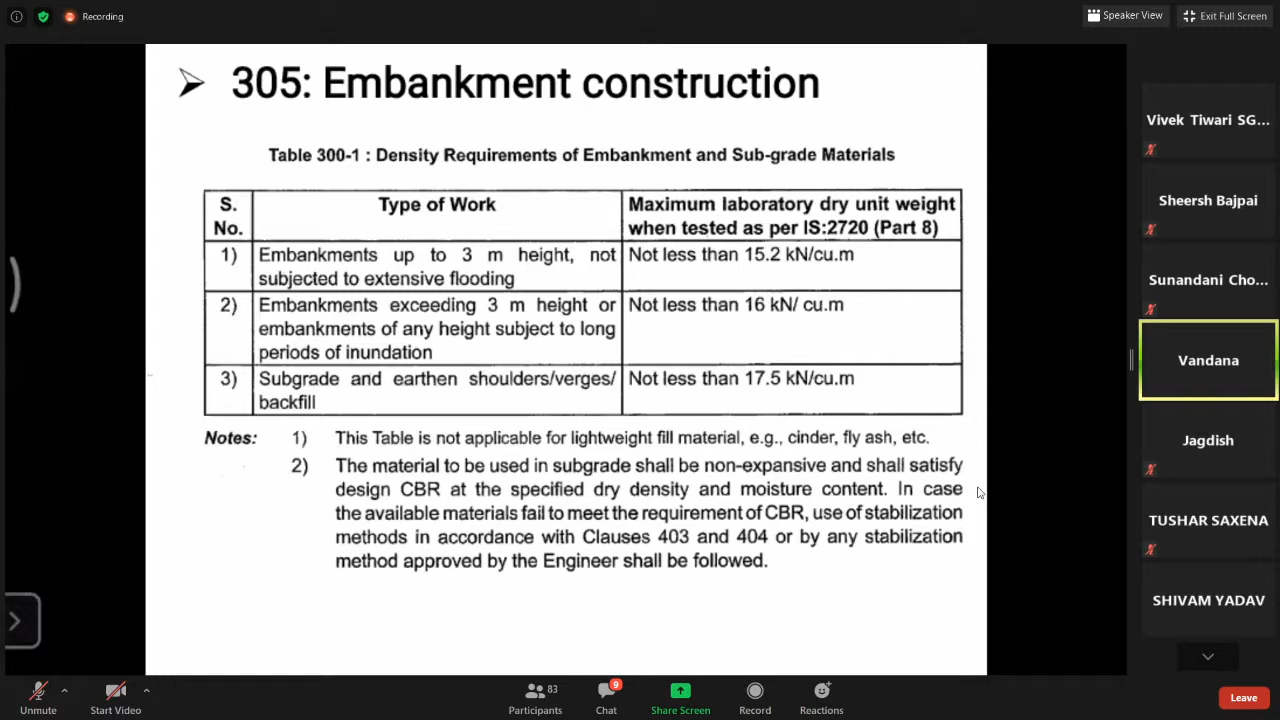 Recording
Speaker View
Exit Full Screen
305: Embankment construction
Table 300-1 : Density Requirements of Embankment and Sub-grade Materials
S. No.
Type of Work
Maximum laboratory dry unit weight
when tested as per IS:2720 (Part 8)
1)
Embankments up to 3 m height, not
subjected to extensive flooding
Not less than 15.2 kN/cu.m
2)
Embankments exceeding 3 m height or
embankments of any height subject to long
periods of inundation
Not less than 16 kN/ cu.m
3)
Subgrade and earthen shoulders/verges/
backfill
Not less than 17.5 kN/cu.m
Notes: 1) This Table is not applicable for lightweight fill material, e.g., cinder, fly ash, etc.
2) The material to be used in subgrade shall be non-expansive and shall satisfy
design CBR at the specified dry density and moisture content. In case
the available materials fail to meet the requirement of CBR, use of stabilization
methods in accordance with Clauses 403 and 404 or by any stabilization
method approved by the Engineer shall be followed.
Vivek Tiwari SG...
Sheersh Bajpai
Sunandani Cho...
Vandana
Jagdish
TUSHAR SAXENA
SHIVAM YADAV
Unmute
Start Video
83
Participants
9
Chat
Share Screen
Record
Reactions
Leave